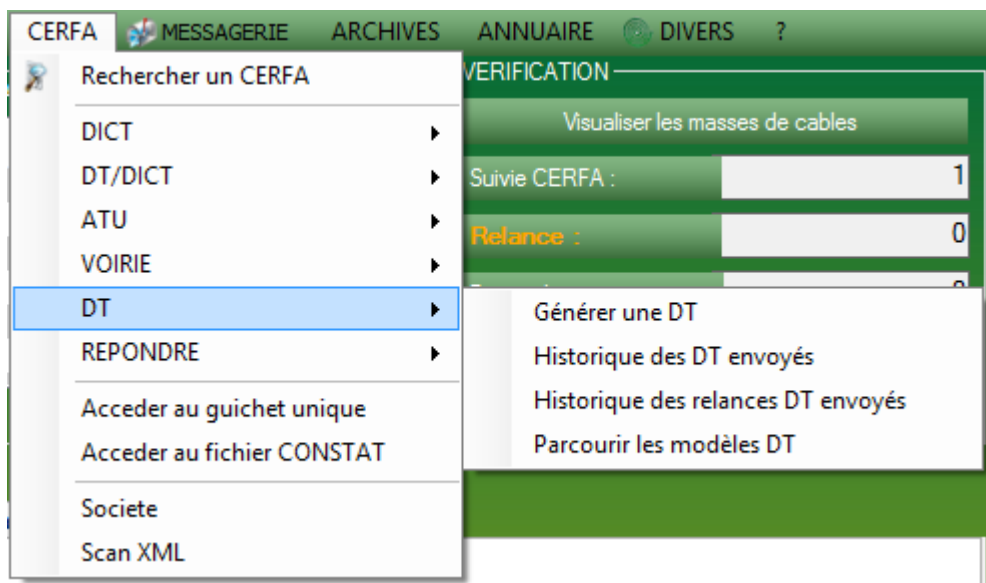 CERFA MESSAGERIE ARCHIVES ANNUAIRE DIVERS ?
Rechercher un CERFA
DICT
DT/DICT
ATU
VOIRIE
DT
REPONDRE
Acceder au guichet unique
Acceder au fichier CONSTAT
Societe
Scan XML
VERIFICATION
Visualiser les masses de cables
Suivie CERFA : 1
Relance : 0
Générer une DT
Historique des DT envoyés
Historique des relances DT envoyés
Parcourir les modèles DT